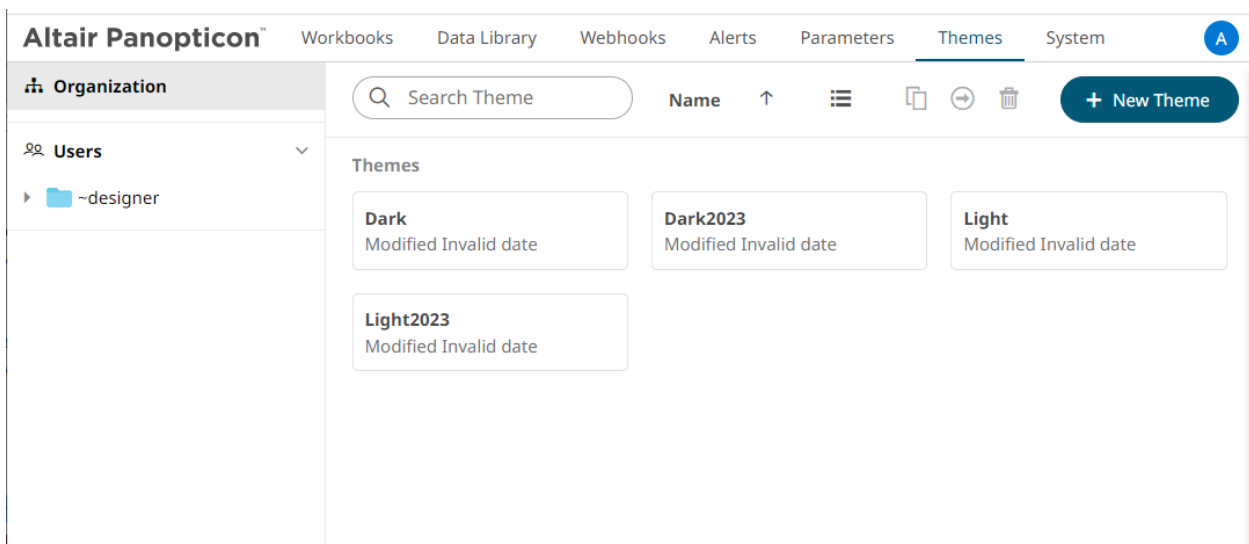 Altair Panopticon™ Workbooks Data Library Webhooks Alerts Parameters Themes System A
Organization
Search Theme Name ↑ + New Theme
Users
~designer
Themes
Dark
Modified Invalid date
Dark2023
Modified Invalid date
Light
Modified Invalid date
Light2023
Modified Invalid date